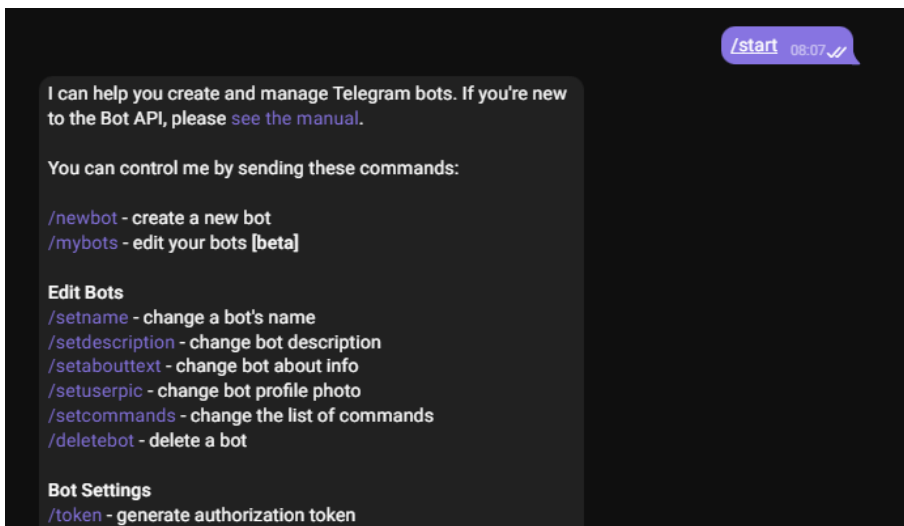 /start 08:07
I can help you create and manage Telegram bots. If you're new
to the Bot API, please see the manual.
You can control me by sending these commands:
/newbot - create a new bot
/mybots - edit your bots [beta]
Edit Bots
/setname - change a bot's name
/setdescription - change bot description
/setabouttext - change bot about info
/setuserpic - change bot profile photo
/setcommands - change the list of commands
/deletebot - delete a bot
Bot Settings
/token - generate authorization token